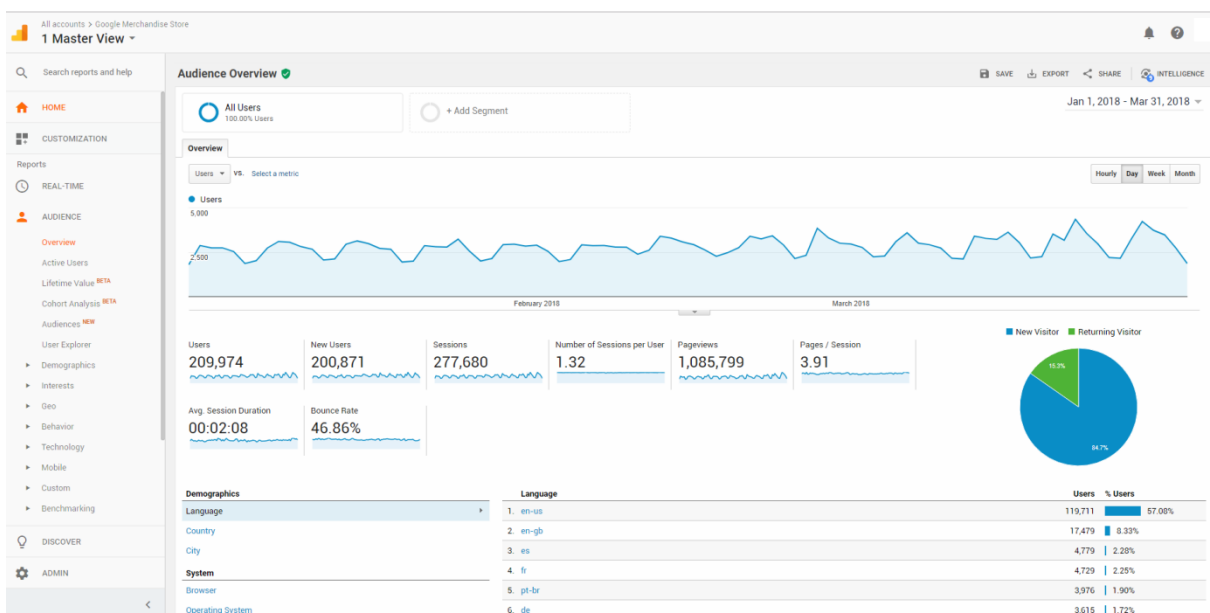 All accounts > Google Merchandise Store
1 Master View
Search reports and help
HOME
CUSTOMIZATION
Reports
REAL-TIME
AUDIENCE
Overview
Active Users
Lifetime Value BETA
Cohort Analysis BETA
Audiences NEW
User Explorer
Demographics
Interests
Geo
Behavior
Technology
Mobile
Custom
Benchmarking
DISCOVER
ADMIN
Audience Overview
SAVE EXPORT SHARE INTELLIGENCE
All Users
100.00% Users
+ Add Segment
Jan 1, 2018 - Mar 31, 2018
Overview
Users VS. Select a metric
Hourly Day Week Month
Users
5,000
2,500
February 2018 March 2018
New Visitor Returning Visitor
15.3%
84.7%
Users New Users Sessions Number of Sessions per User Pageviews Pages / Session
209,974 200,871 277,680 1.32 1,085,799 3.91
Avg. Session Duration Bounce Rate
00:02:08 46.86%
Demographics
Language
Country
City
System
Browser
Operating System
Language Users % Users
1. en-us 119,711 57.08%
2. en-gb 17,479 8.33%
3. es 4,779 2.28%
4. fr 4,729 2.25%
5. pt-br 3,976 1.90%
6. de 3,615 1.72%